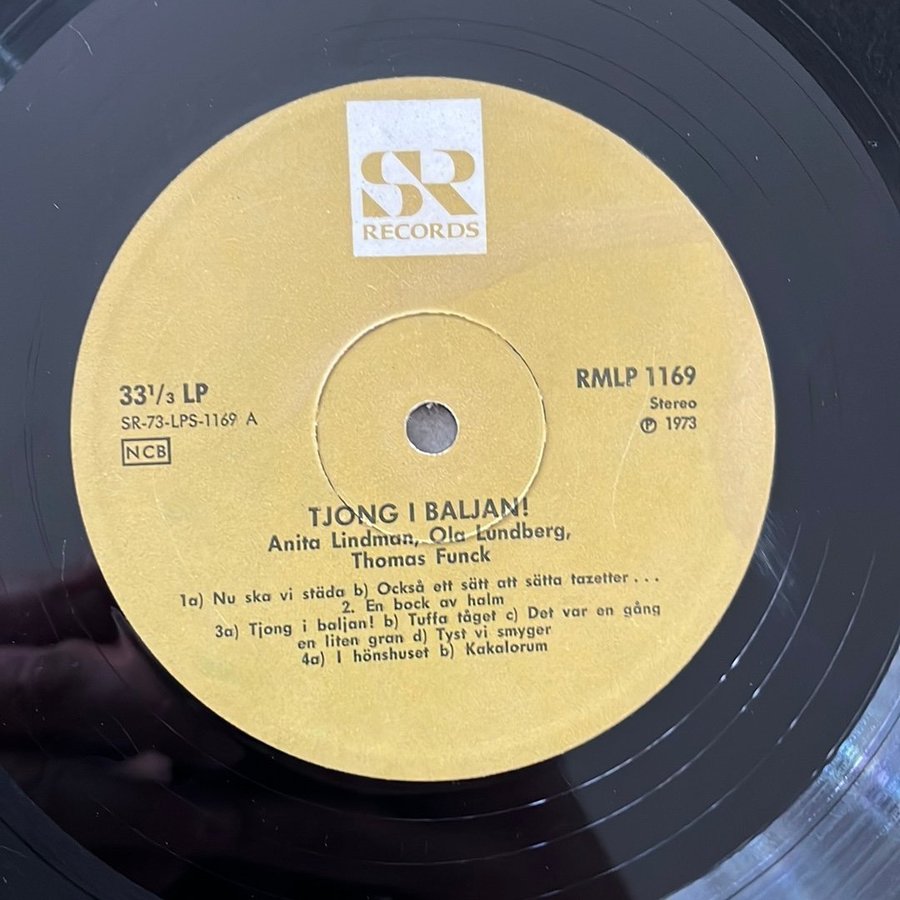 SR
RECORDS
33 1/3 LP
SR-73-LPS-1169 A
NCB
RMLP 1169
Stereo
Ⓟ 1973
TJONG I BALJAN!
Anita Lindman, Ola Lundberg,
Thomas Funck
1a) Nu ska vi städa b) Också ett sätt att sätta tazetter . . .
2. En bock av halm
3a) Tjong i baljan! b) Tuffa tåget c) Det var en gång
en liten gran d) Tyst vi smyger
4a) I hönshuset b) Kakalorum